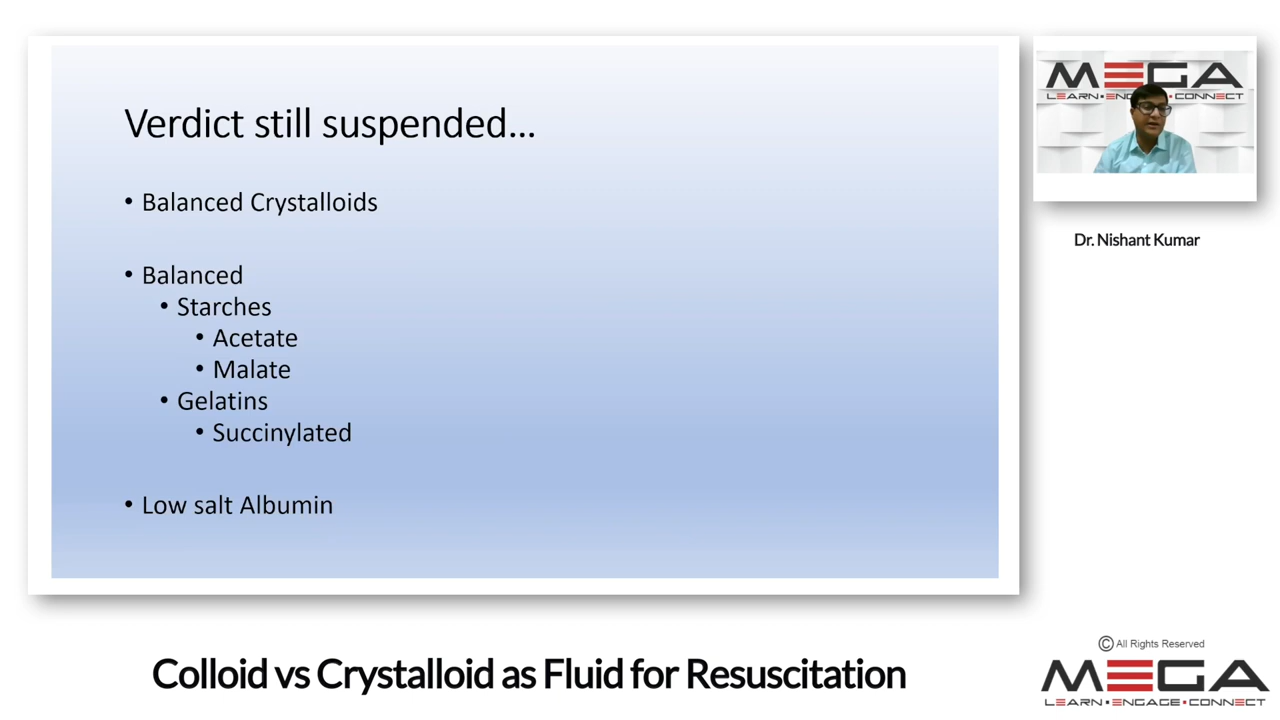 Verdict still suspended...
• Balanced Crystalloids
• Balanced
• Starches
• Acetate
• Malate
• Gelatins
• Succinylated
• Low salt Albumin
MEGA
LEARN • ENGAGE • CONNECT
Dr. Nishant Kumar
Colloid vs Crystalloid as Fluid for Resuscitation
© All Rights Reserved
MEGA
LEARN • ENGAGE • CONNECT